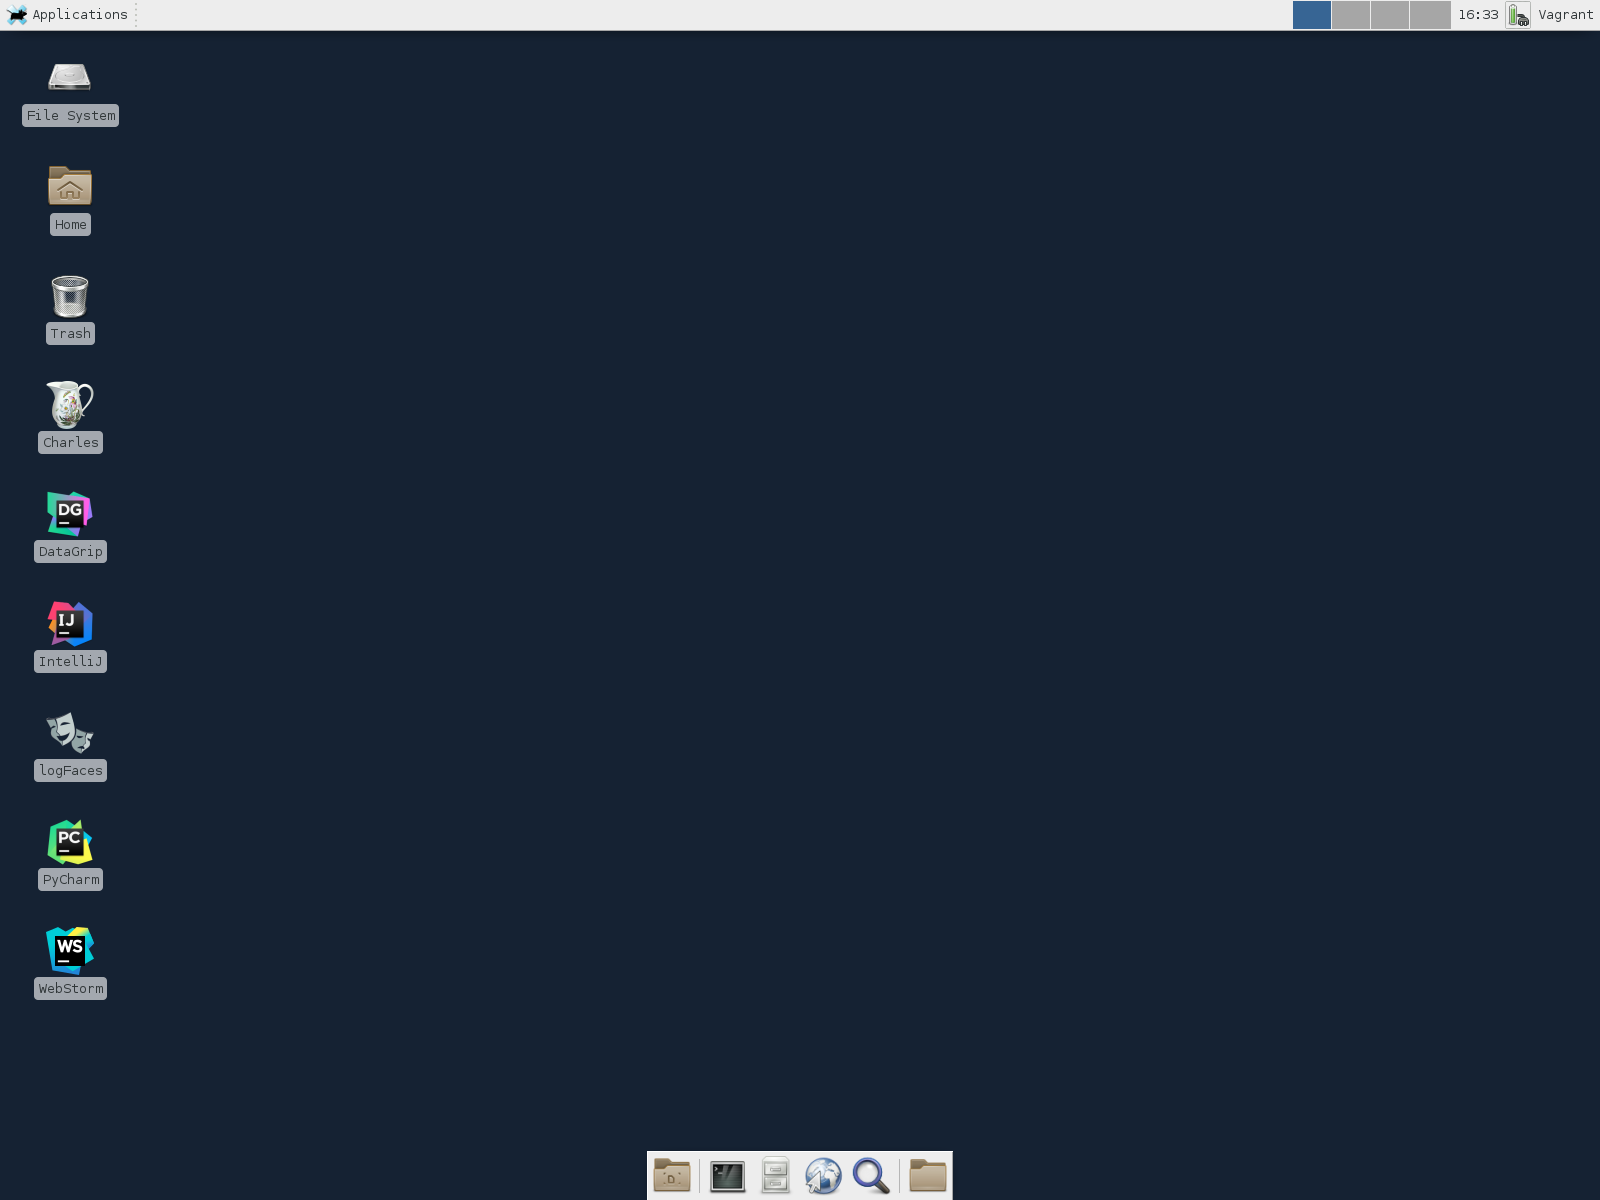 Applications
16:33
Vagrant
File System
Home
Trash
Charles
DG
DataGrip
IJ
IntelliJ
logFaces
PC
PyCharm
WS
WebStorm
D